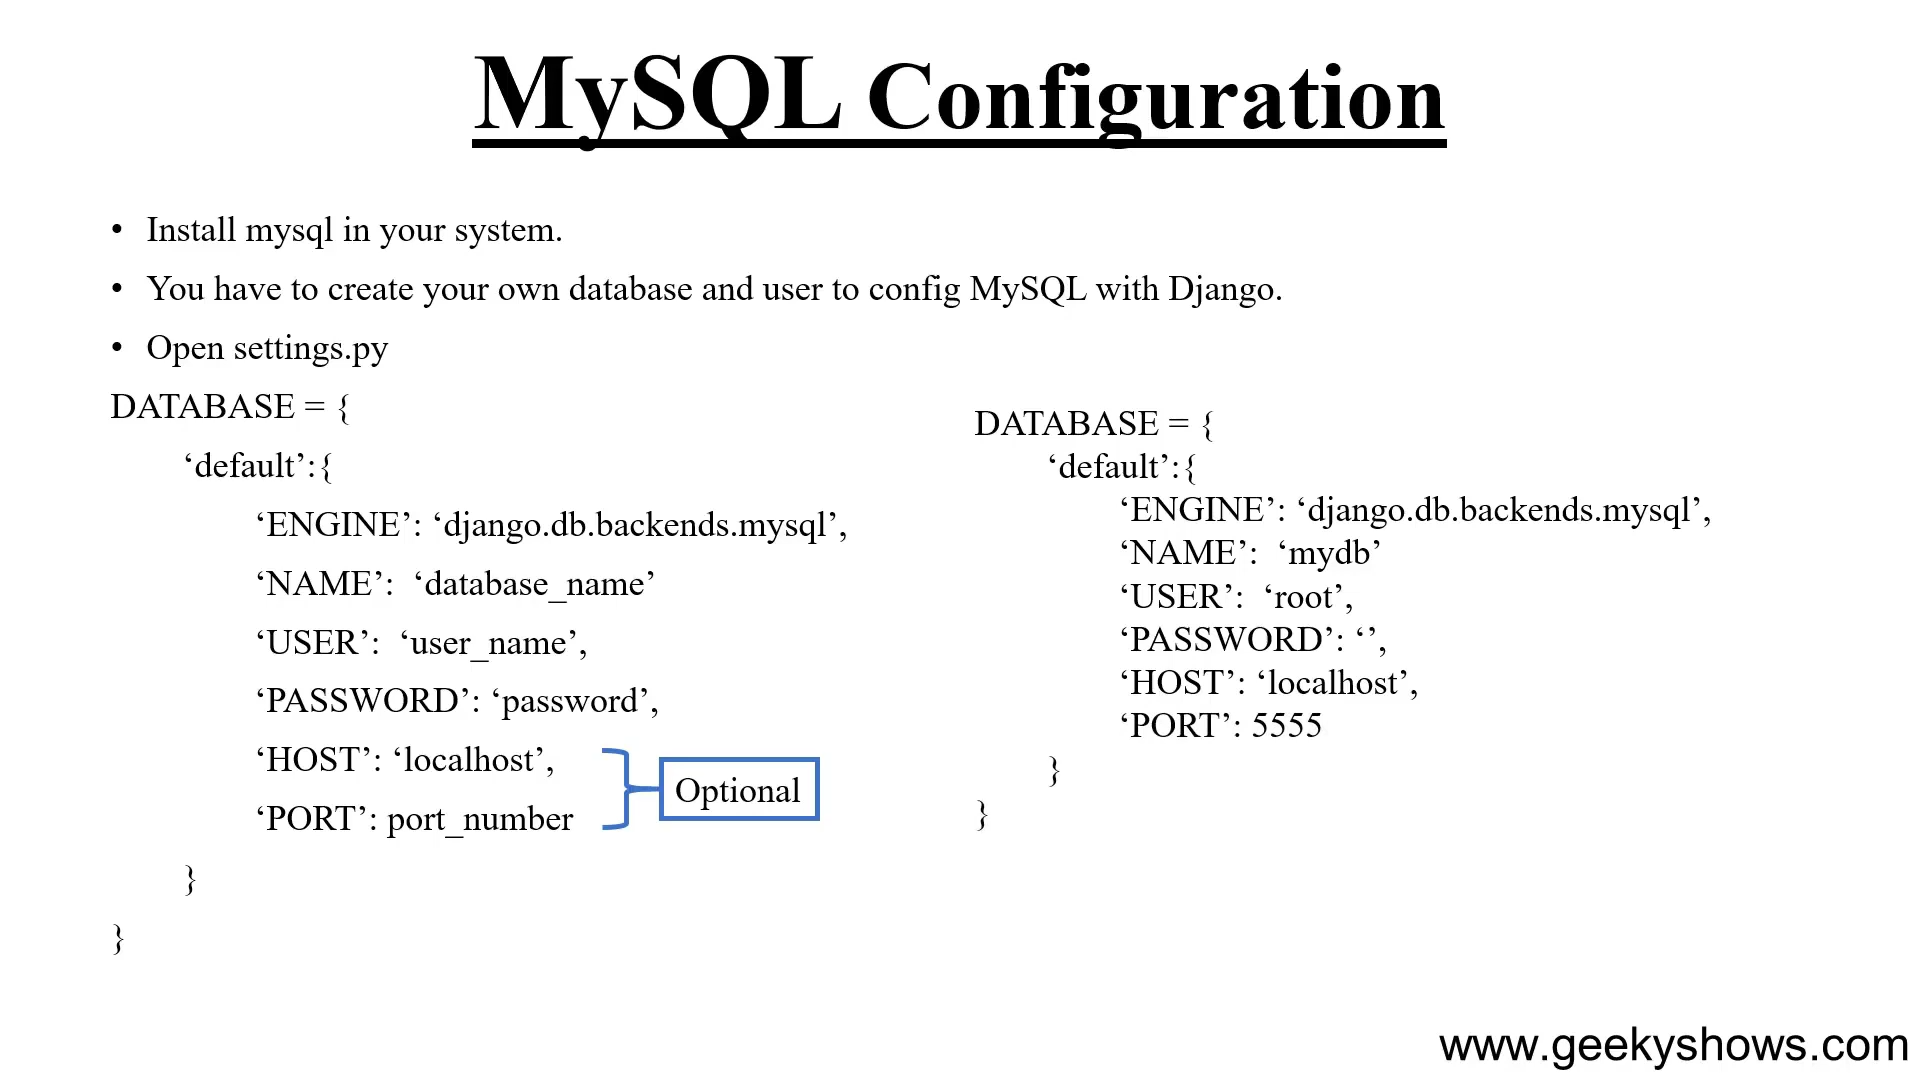 MySQL Configuration
• Install mysql in your system.
• You have to create your own database and user to config MySQL with Django.
• Open settings.py
DATABASE = {
‘default’:{
‘ENGINE’: ‘django.db.backends.mysql’,
‘NAME’: ‘database_name’
‘USER’: ‘user_name’,
‘PASSWORD’: ‘password’,
‘HOST’: ‘localhost’,
‘PORT’: port_number
Optional
}
}
DATABASE = {
‘default’:{
‘ENGINE’: ‘django.db.backends.mysql’,
‘NAME’: ‘mydb’
‘USER’: ‘root’,
‘PASSWORD’: ‘’,
‘HOST’: ‘localhost’,
‘PORT’: 5555
}
}
www.geekyshows.com